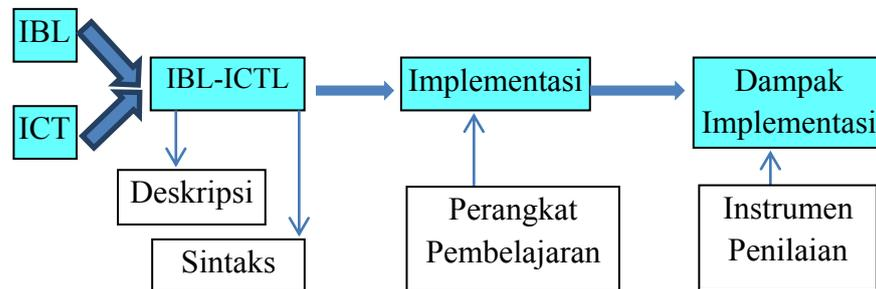 IBL
ICT
IBL-ICTL
Implementasi
Dampak
Implementasi
Deskripsi
Sintaks
Perangkat
Pembelajaran
Instrumen
Penilaian